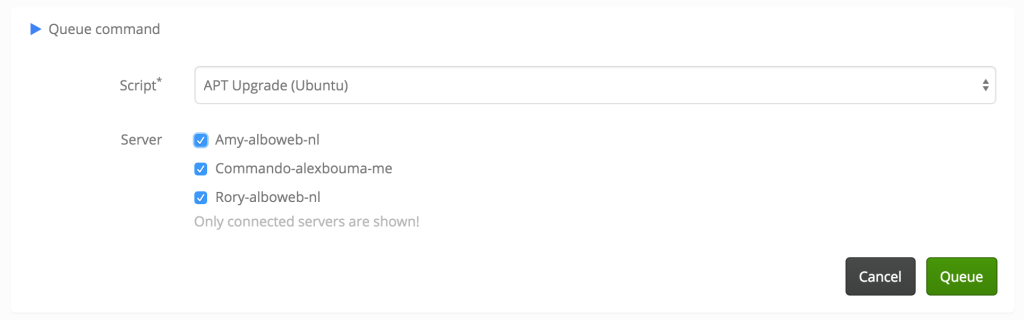 Queue command
Script*
APT Upgrade (Ubuntu)
Server
Amy-alboweb-nl
Commando-alexbouma-me
Rory-alboweb-nl
Only connected servers are shown!
Cancel
Queue